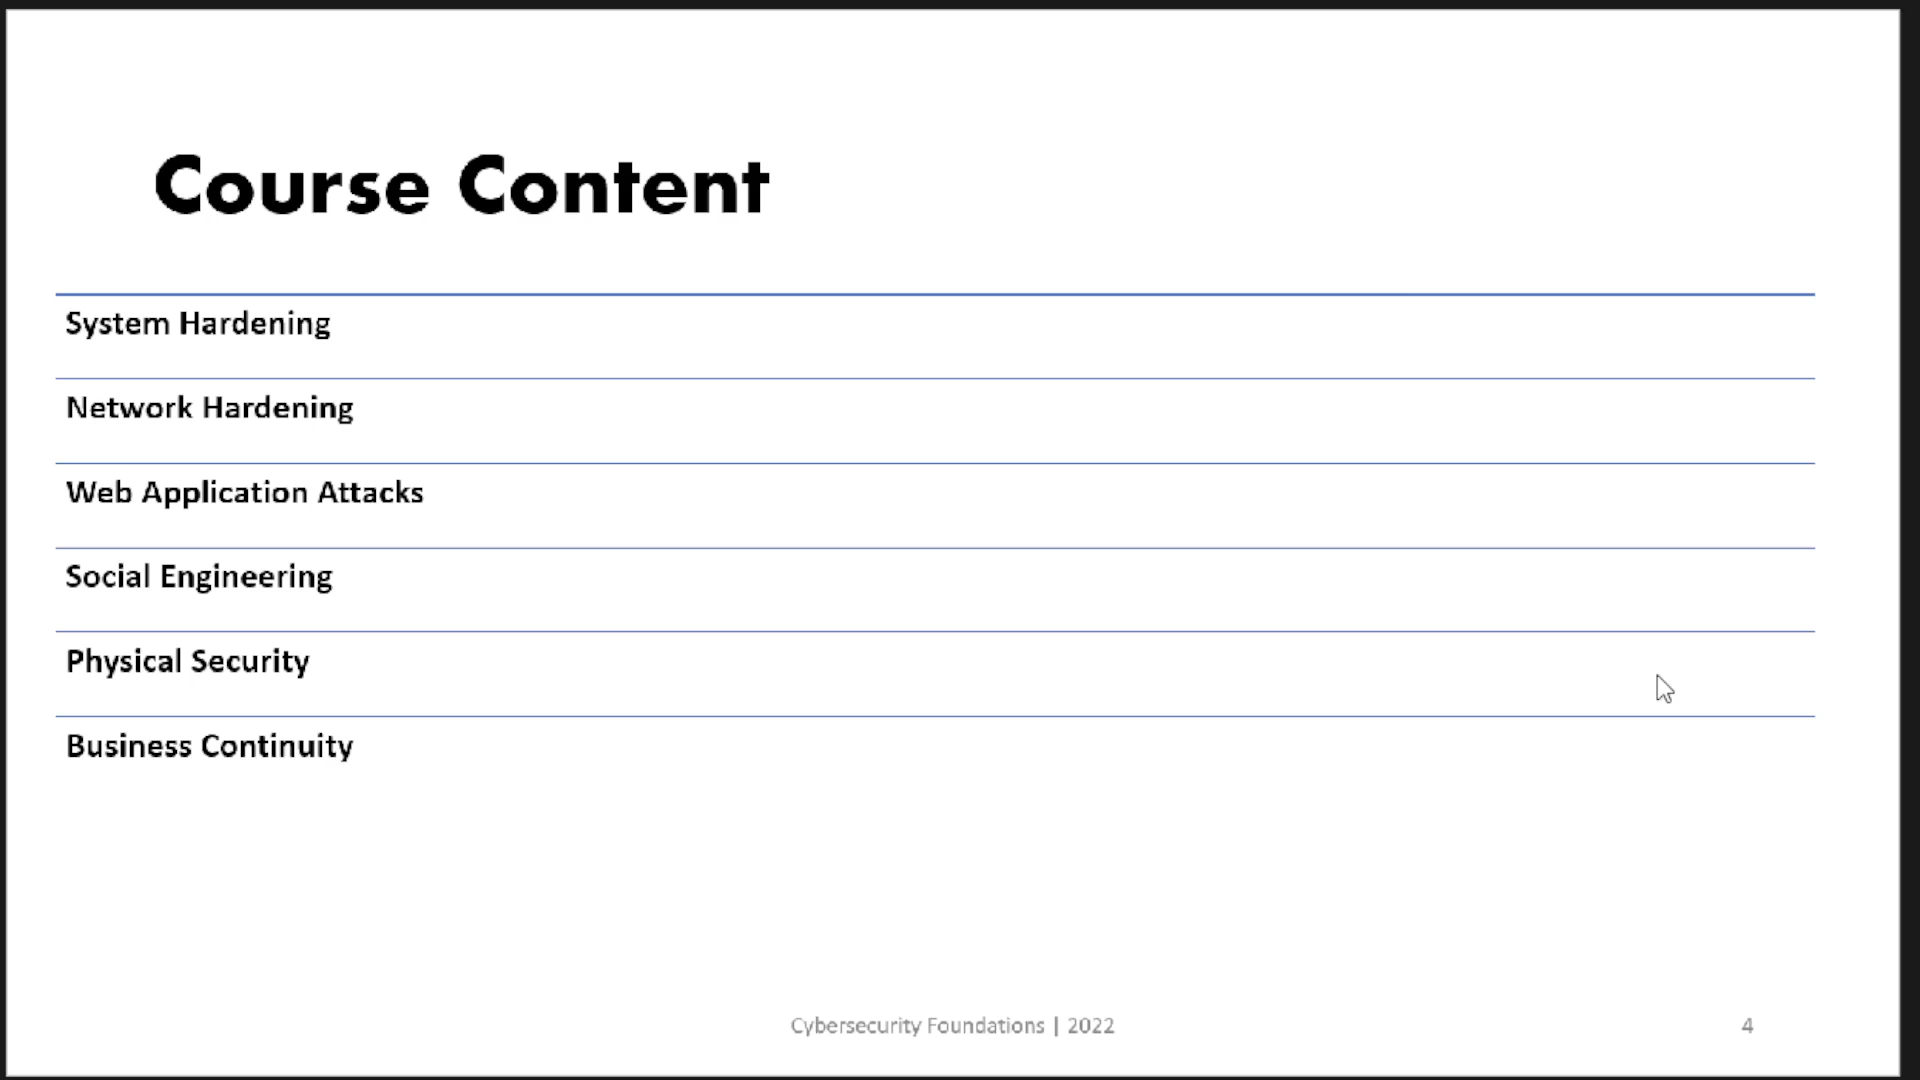 Course Content
System Hardening
Network Hardening
Web Application Attacks
Social Engineering
Physical Security
Business Continuity
Cybersecurity Foundations | 2022
4